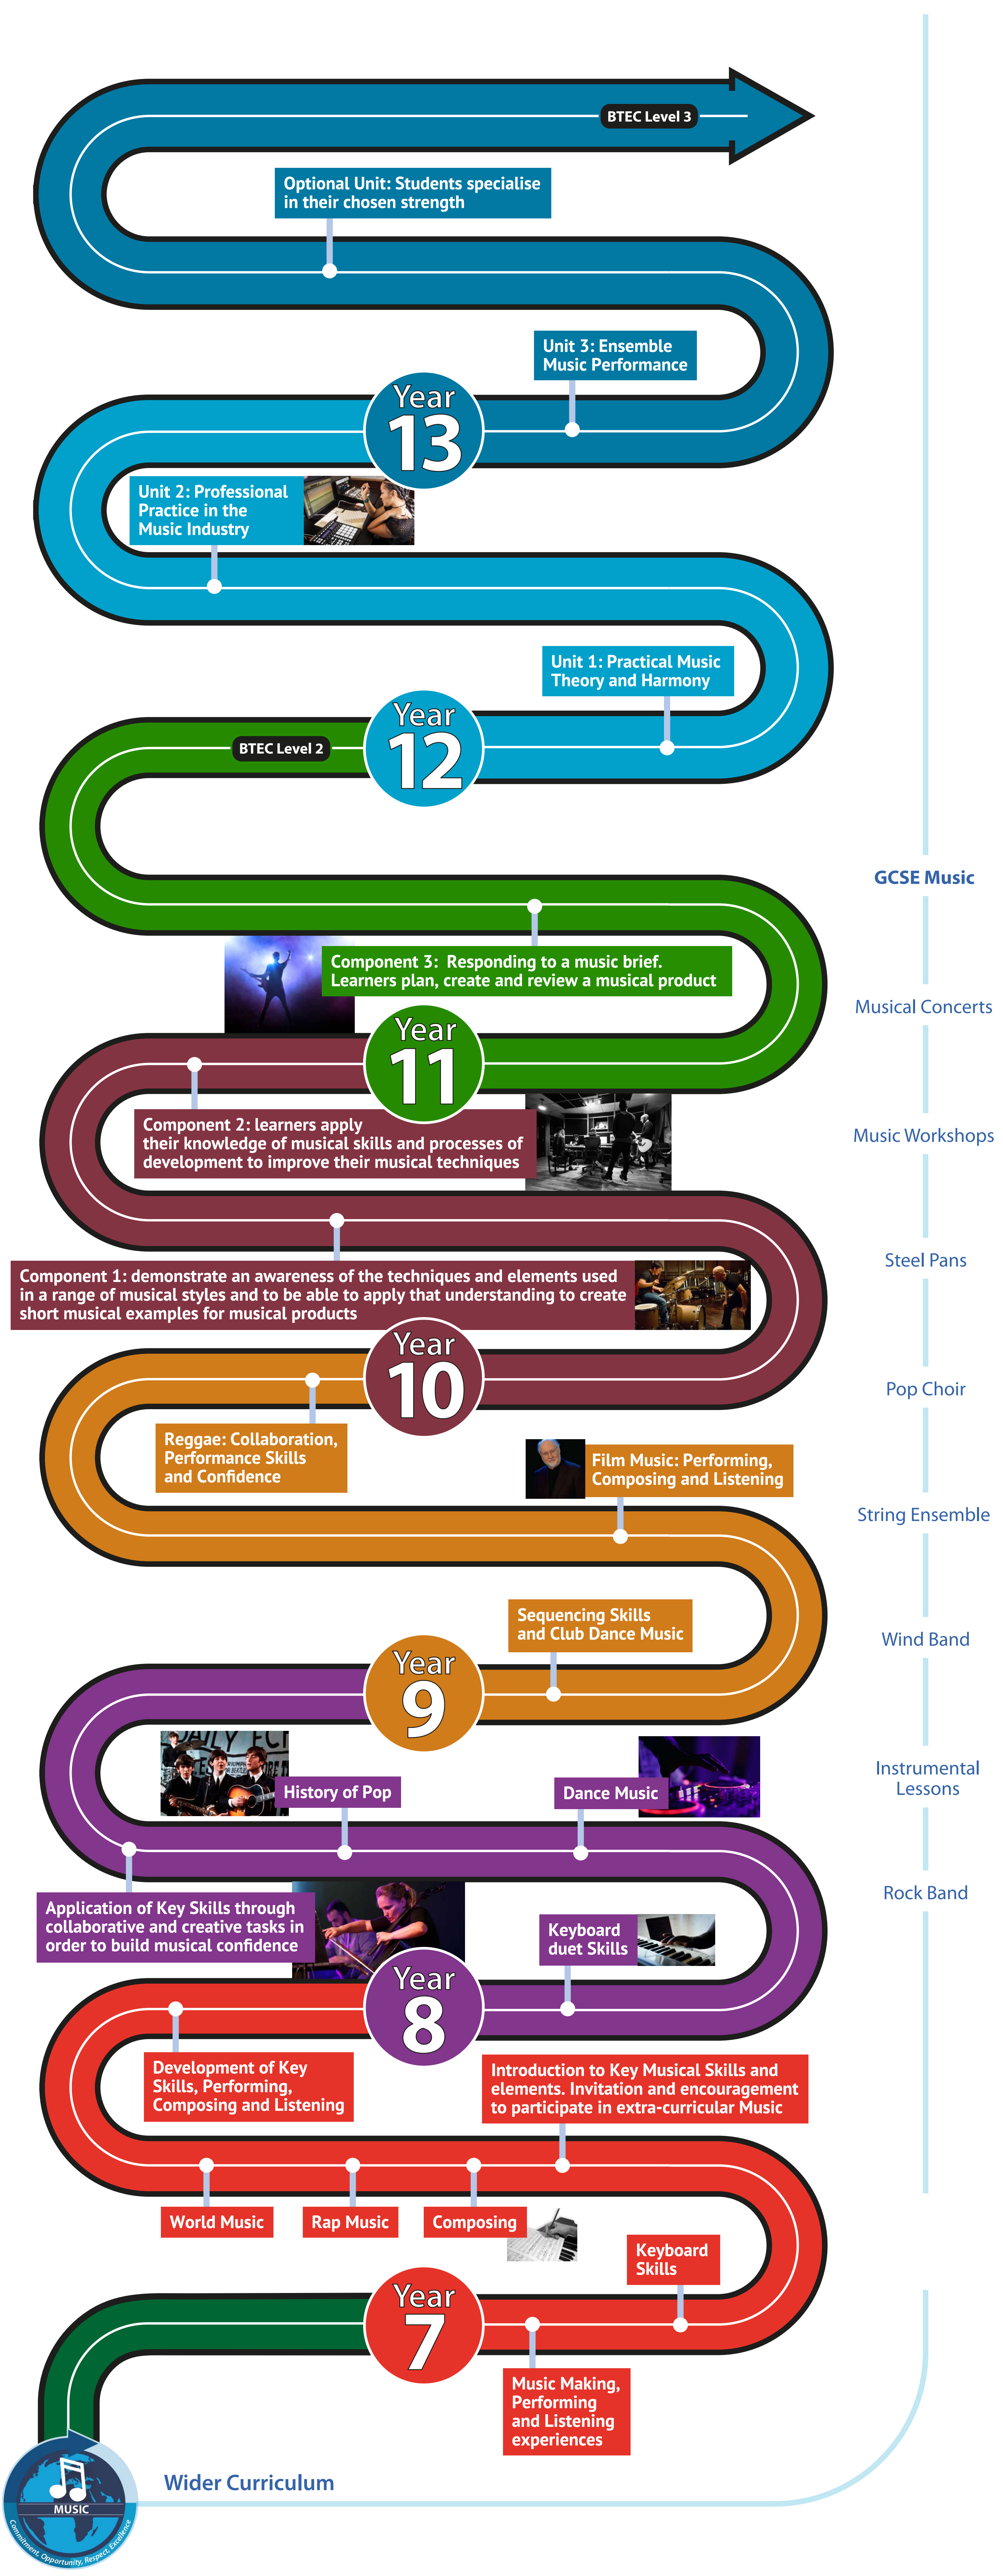 BTEC Level 3
Optional Unit: Students specialise
in their chosen strength
Unit 3: Ensemble
Music Performance
Year
13
Unit 2: Professional
Practice in the
Music Industry
Unit 1: Practical Music
Theory and Harmony
Year
12
BTEC Level 2
Component 3:  Responding to a music brief.
Learners plan, create and review a musical product
Year
11
Component 2: learners apply
their knowledge of musical skills and processes of
development to improve their musical techniques
Component 1: demonstrate an awareness of the techniques and elements used
in a range of musical styles and to be able to apply that understanding to create
short musical examples for musical products
Year
10
Reggae: Collaboration,
Performance Skills
and Confidence
Film Music: Performing,
Composing and Listening
Sequencing Skills
and Club Dance Music
Year
9
History of Pop
Dance Music
Application of Key Skills through
collaborative and creative tasks in
order to build musical confidence
Keyboard
duet Skills
Year
8
Development of Key
Skills, Performing,
Composing and Listening
Introduction to Key Musical Skills and
elements. Invitation and encouragement
to participate in extra-curricular Music
World Music
Rap Music
Composing
Keyboard
Skills
Year
7
Music Making,
Performing
and Listening
experiences
GCSE Music
Musical Concerts
Music Workshops
Steel Pans
Pop Choir
String Ensemble
Wind Band
Instrumental
Lessons
Rock Band
Wider Curriculum
MUSIC
Commitment, Opportunity, Respect, Excellence